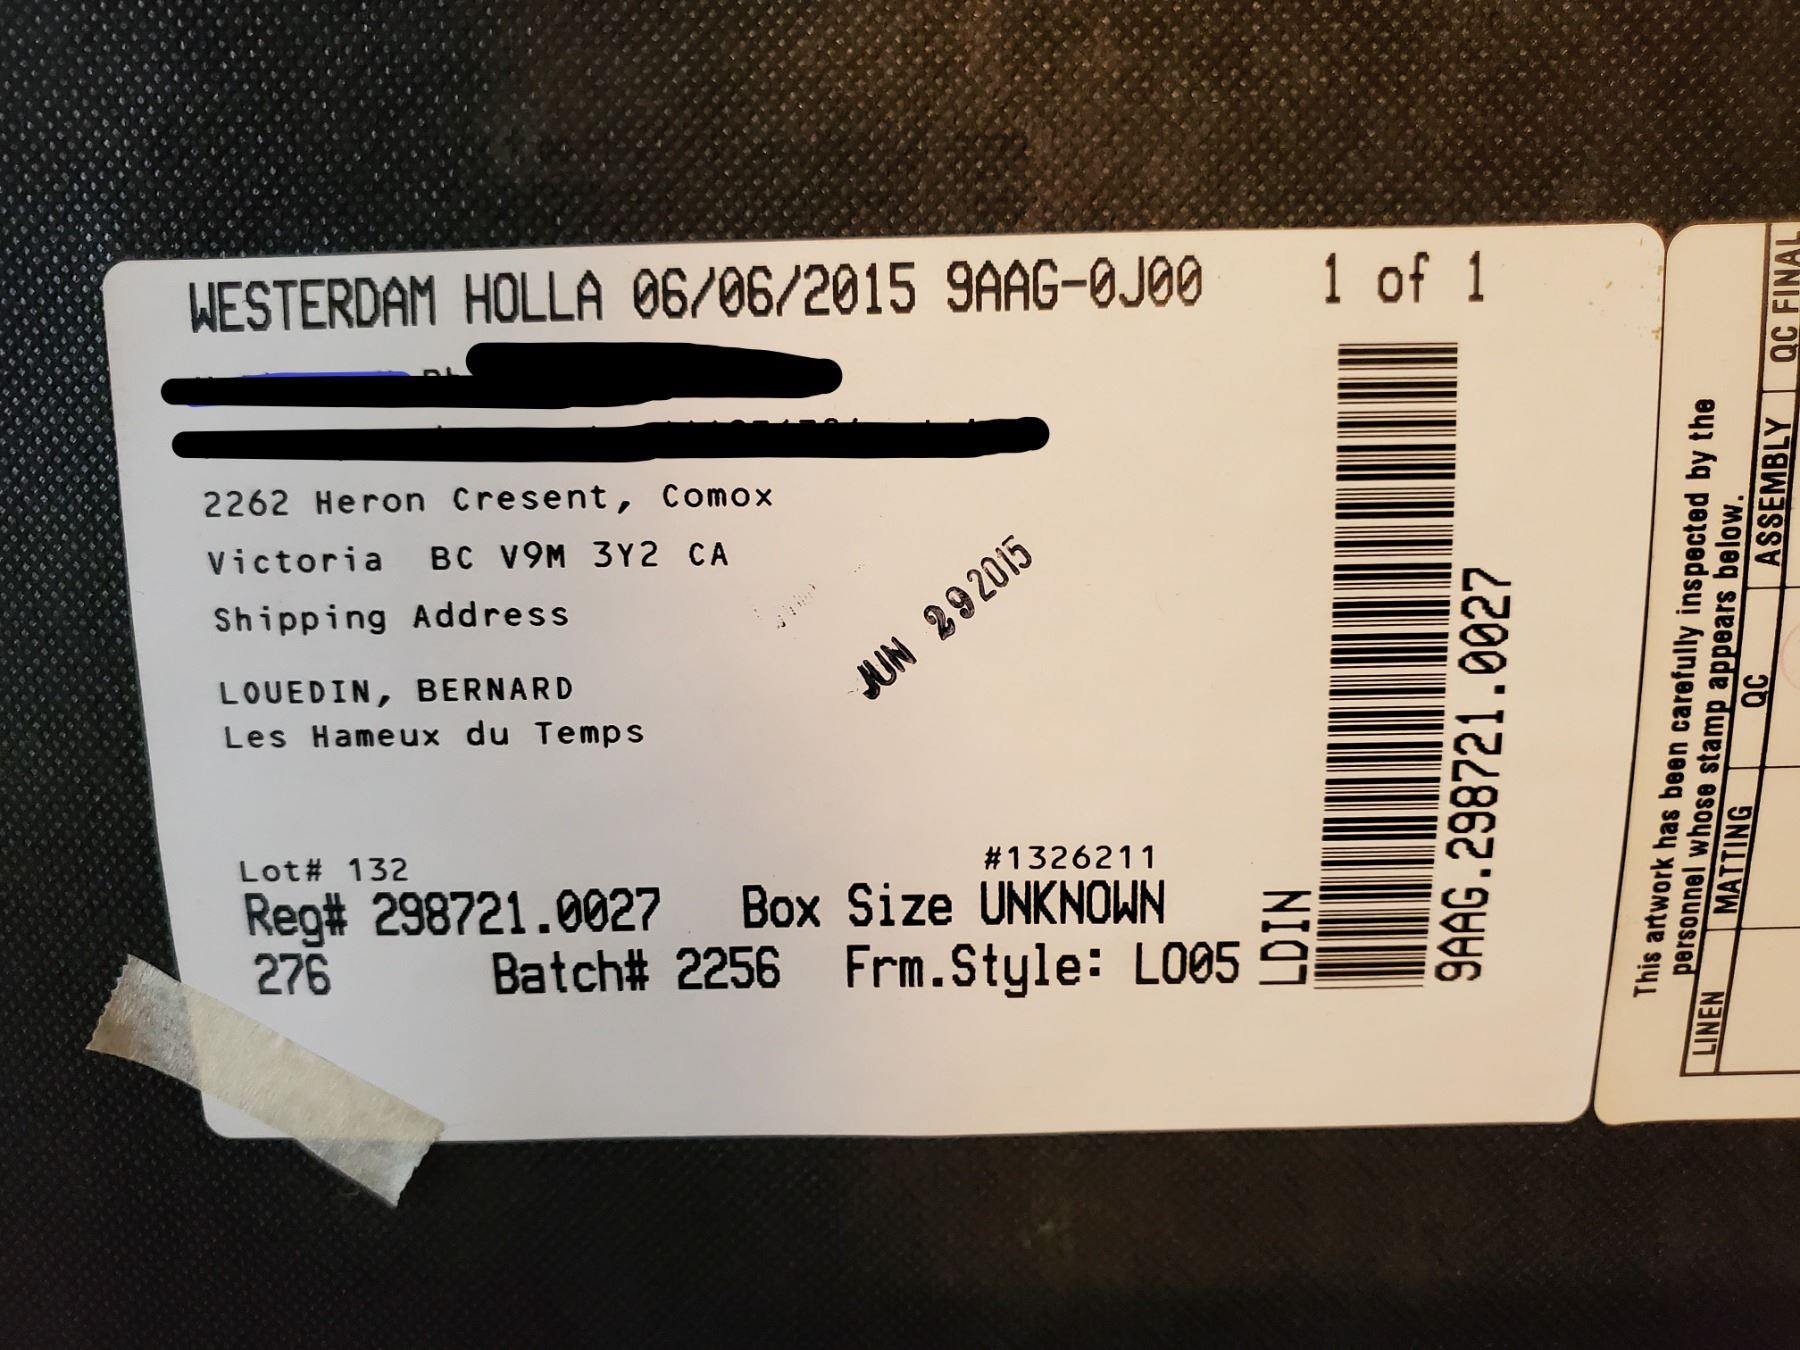 WESTERDAM HOLLA 06/06/2015 9AAG-0J00 1 of 1
2262 Heron Cresent, Comox
Victoria BC V9M 3Y2 CA
Shipping Address
JUN 29 2015
LOUEDIN, BERNARD
Les Hameux du Temps
Lot# 132 #1326211
Reg# 298721.0027 Box Size UNKNOWN
276 Batch# 2256 Frm.Style: LO05
LDIN
9AAG.298721.0027
This artwork has been carefully inspected by the
personnel whose stamp appears below.
LINEN MATTING QC ASSEMBLY QC FINAL